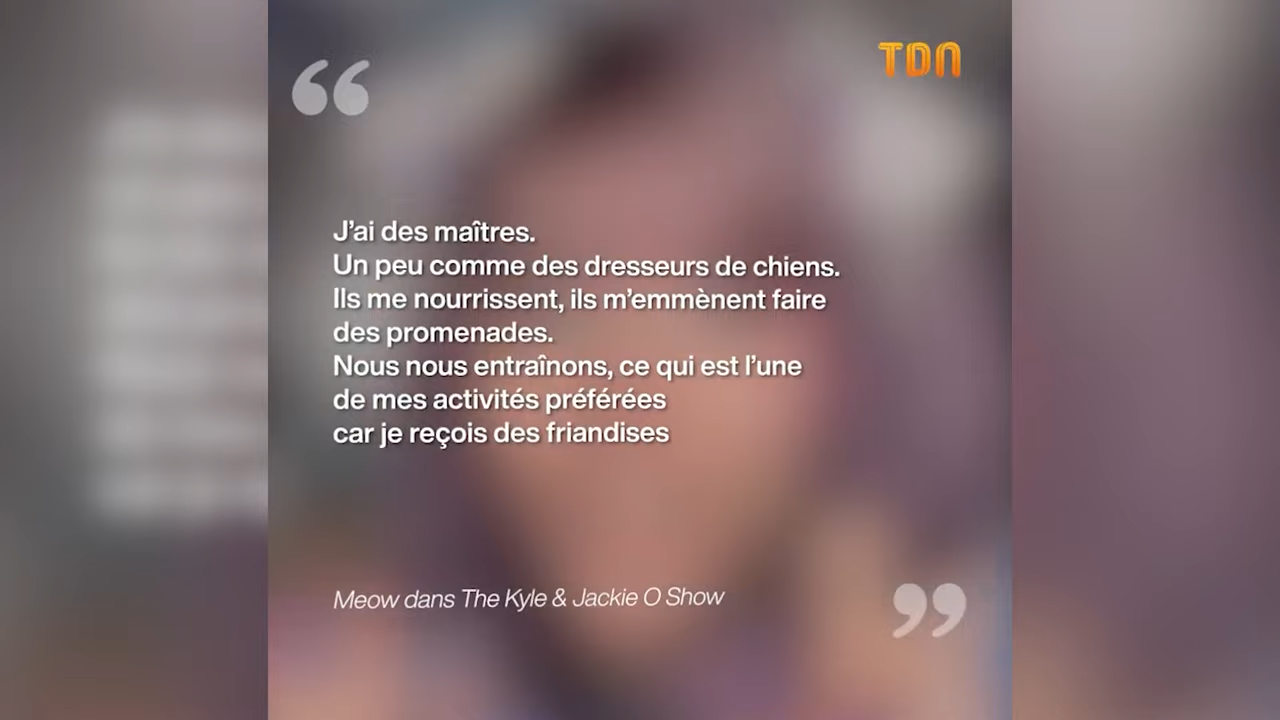 TDN
J'ai des maîtres.
Un peu comme des dresseurs de chiens.
Ils me nourrissent, ils m'emmènent faire
des promenades.
Nous nous entraînons, ce qui est l'une
de mes activités préférées
car je reçois des friandises
Meow dans The Kyle & Jackie O Show